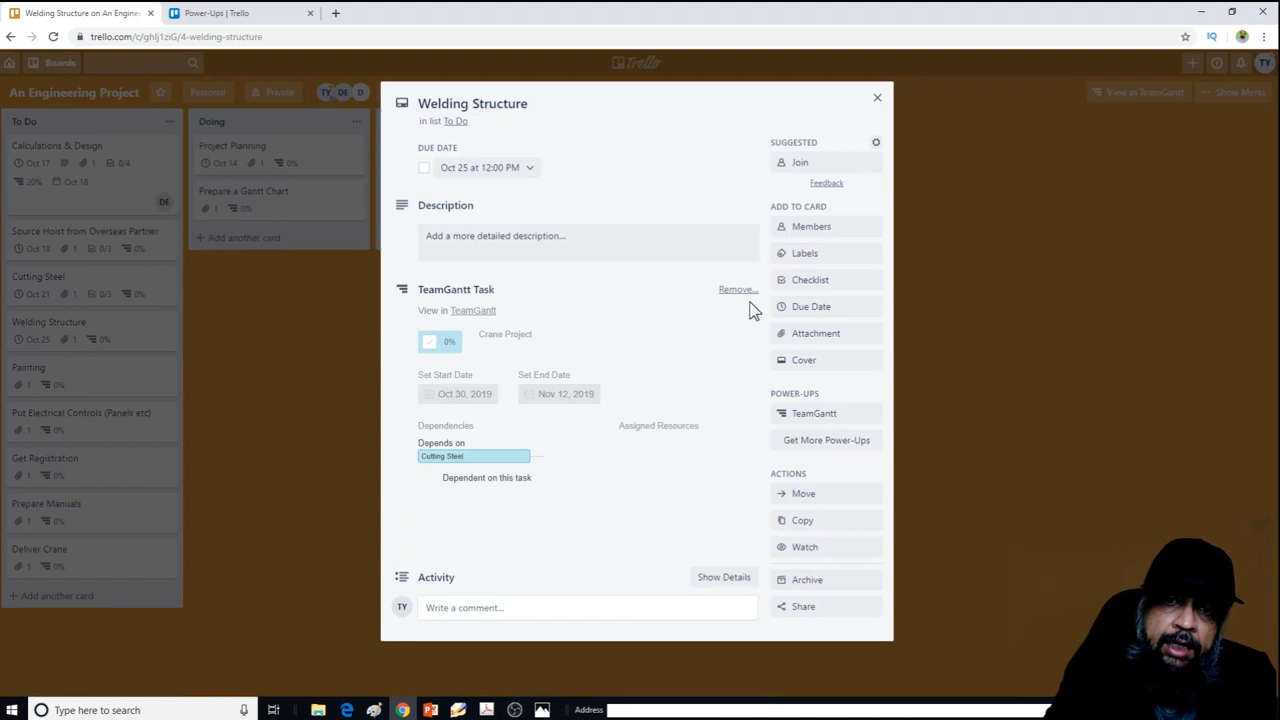 Welding Structure on An Engine
Power-Ups | Trello
trello.com/c/ghlj1ziG/4-welding-structure
Boards
Trello
TY
An Engineering Project
Personal
Private
TY DE D
View in TeamGantt
Show Menu
To Do
Calculations & Design
Oct 17 1 0/4
20% Oct 18
DE
Source Hoist from Overseas Partner
Oct 18 1 0/3 0%
Cutting Steel
Oct 21 1 0/3 0%
Welding Structure
Oct 25 1 0%
Painting
1 0%
Put Electrical Controls (Panels etc)
1 0%
Get Registration
1 0%
Prepare Manuals
1 0%
Deliver Crane
1 0%
+ Add another card
Doing
Project Planning
Oct 14 1 0%
Prepare a Gantt Chart
1 0%
+ Add another card
Welding Structure
in list To Do
DUE DATE
Oct 25 at 12:00 PM
Description
Add a more detailed description...
TeamGantt Task
Remove...
View in TeamGantt
0%
Crane Project
Set Start Date
Set End Date
Oct 30, 2019
Nov 12, 2019
Dependencies
Assigned Resources
Depends on
Cutting Steel
Dependent on this task
Activity
Show Details
TY
Write a comment...
SUGGESTED
Join
Feedback
ADD TO CARD
Members
Labels
Checklist
Due Date
Attachment
Cover
POWER-UPS
TeamGantt
Get More Power-Ups
ACTIONS
Move
Copy
Watch
Archive
Share
Type here to search
Address